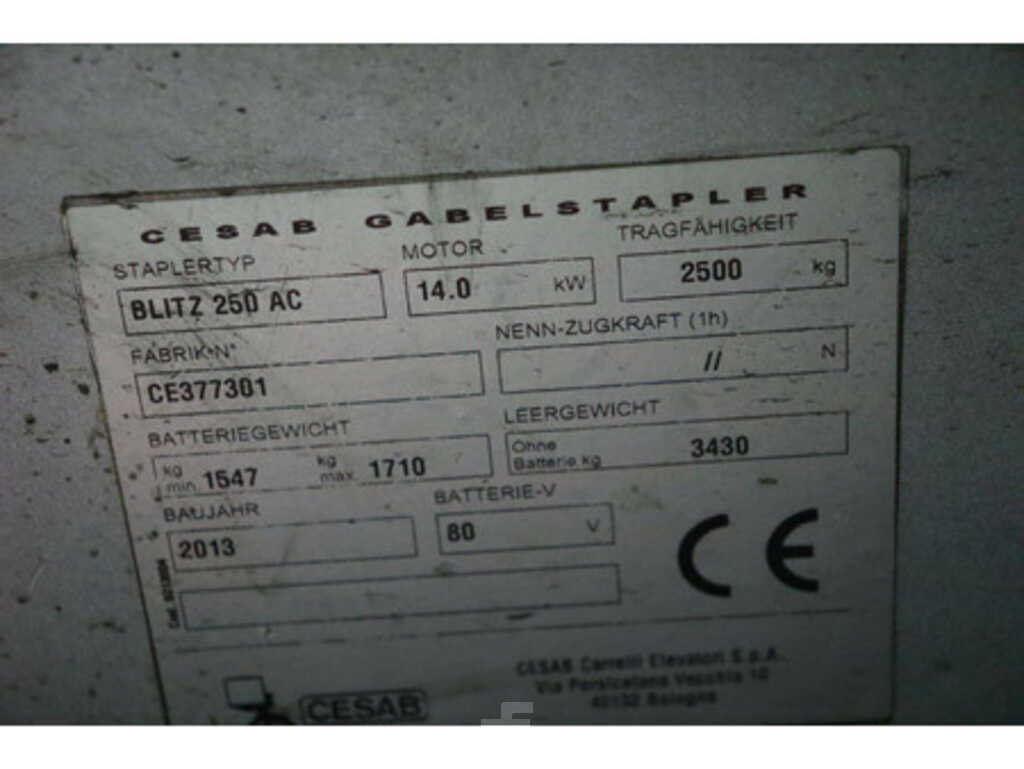 CESAB GABELSTAPLER
STAPLERTYP MOTOR TRAGFÄHIGKEIT
BLITZ 250 AC 14.0 kW 2500 kg
FABRIK-N° NENN-ZUGKRAFT (1h)
CE377301 // N
BATTERIEGEWICHT LEERGEWICHT
kg min. 1547 kg max. 1710 Ohne Batterie kg 3430
BAUJAHR BATTERIE-V
2013 80 V
CE
CESAB Carrelli Elevatori S.p.A.
Via Persicetana Vecchia 10
40132 Bologna
CESAB